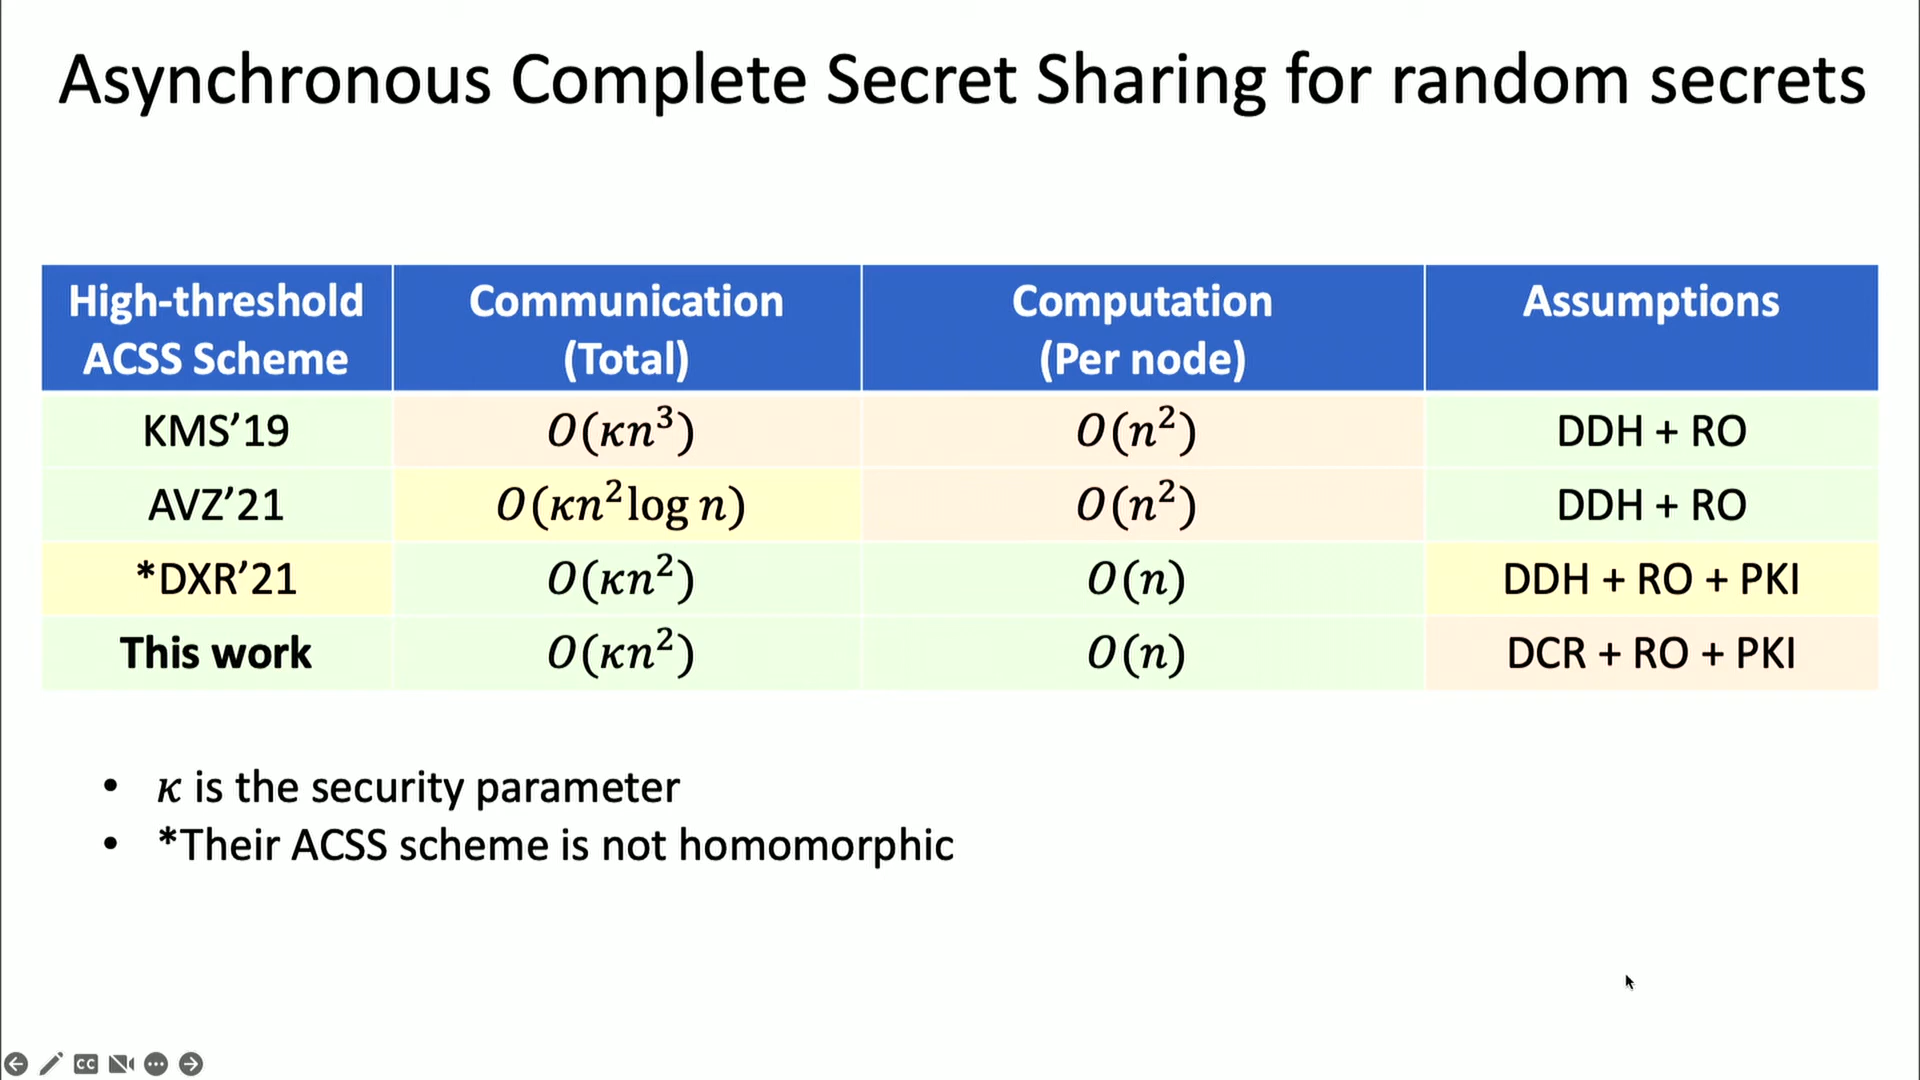 Asynchronous Complete Secret Sharing for random secrets
High-threshold ACSS Scheme
Communication (Total)
Computation (Per node)
Assumptions
KMS’19
O(κn³)
O(n²)
DDH + RO
AVZ’21
O(κn² log n)
O(n²)
DDH + RO
*DXR’21
O(κn²)
O(n)
DDH + RO + PKI
This work
O(κn²)
O(n)
DCR + RO + PKI
• κ is the security parameter
• *Their ACSS scheme is not homomorphic
CC